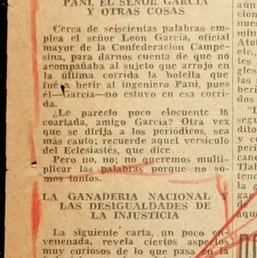 PANI, EL SEÑOR GARCIA
Y OTRAS COSAS
Cerca de seiscientas palabras em-
plea el señor León García, oficial
mayor de la Confederación Campe-
sina, para darnos cuenta de que no
acompañaba al sujeto que arrojó en
la última corrida la botella que
fué a herir al ingeniero Pani, pues
él—García—no estuvo en esa corri-
da.
¿Le parecío poco elocuente la
coartada, amigo García? Otra vez
que se dirija a los periódicos, sea
más cauto; recuerde aquel versículo
del Eclesiastés, que dice...
Pero no, no; no queremos multi-
plicar las palabras porque no so-
mos tontos.
LA GANADERIA NACIONAL Y
LAS DESIGUALDADES DE
LA INJUSTICIA
La siguiente carta, un poco en-
venenada, revela ciertos aspectos
muy curiosos de lo que pasa en la